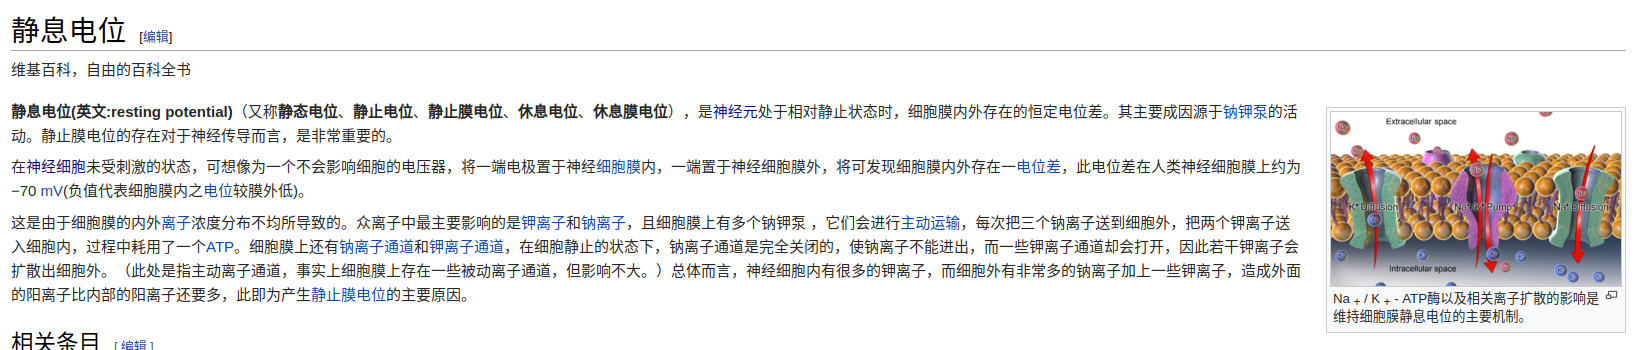 静息电位 [编辑]
维基百科，自由的百科全书
静息电位(英文:resting potential)（又称静态电位、静止电位、静止膜电位、休息电位、休息膜电位），是神经元处于相对静止状态时，细胞膜内外存在的恒定电位差。其主要成因源于钠钾泵的活
动。静止膜电位的存在对于神经传导而言，是非常重要的。
在神经细胞未受刺激的状态，可想像为一个不会影响细胞的电压器，将一端电极置于神经细胞膜内，一端置于神经细胞膜外，将可发现细胞膜内外存在一电位差，此电位差在人类神经细胞膜上约为
−70 mV(负值代表细胞膜内之电位较膜外低)。
这是由于细胞膜的内外离子浓度分布不均所导致的。众离子中最主要影响的是钾离子和钠离子，且细胞膜上有多个钠钾泵 ，它们会进行主动运输，每次把三个钠离子送到细胞外，把两个钾离子送
入细胞内，过程中耗用了一个ATP。细胞膜上还有钠离子通道和钾离子通道，在细胞静止的状态下，钠离子通道是完全关闭的，使钠离子不能进出，而一些钾离子通道却会打开，因此若干钾离子会
扩散出细胞外。（此处是指主动离子通道，事实上细胞膜上存在一些被动离子通道，但影响不大。）总体而言，神经细胞内有很多的钾离子，而细胞外有非常多的钠离子加上一些钾离子，造成外面
的阳离子比内部的阳离子还要多，此即为产生静止膜电位的主要原因。
相关条目 [编辑]
Extracellular space
K⁺ Diffusion
Na⁺/K⁺ Pump
Na⁺ Diffusion
Intracellular space
Na + / K + - ATP酶以及相关离子扩散的影响是
维持细胞膜静息电位的主要机制。